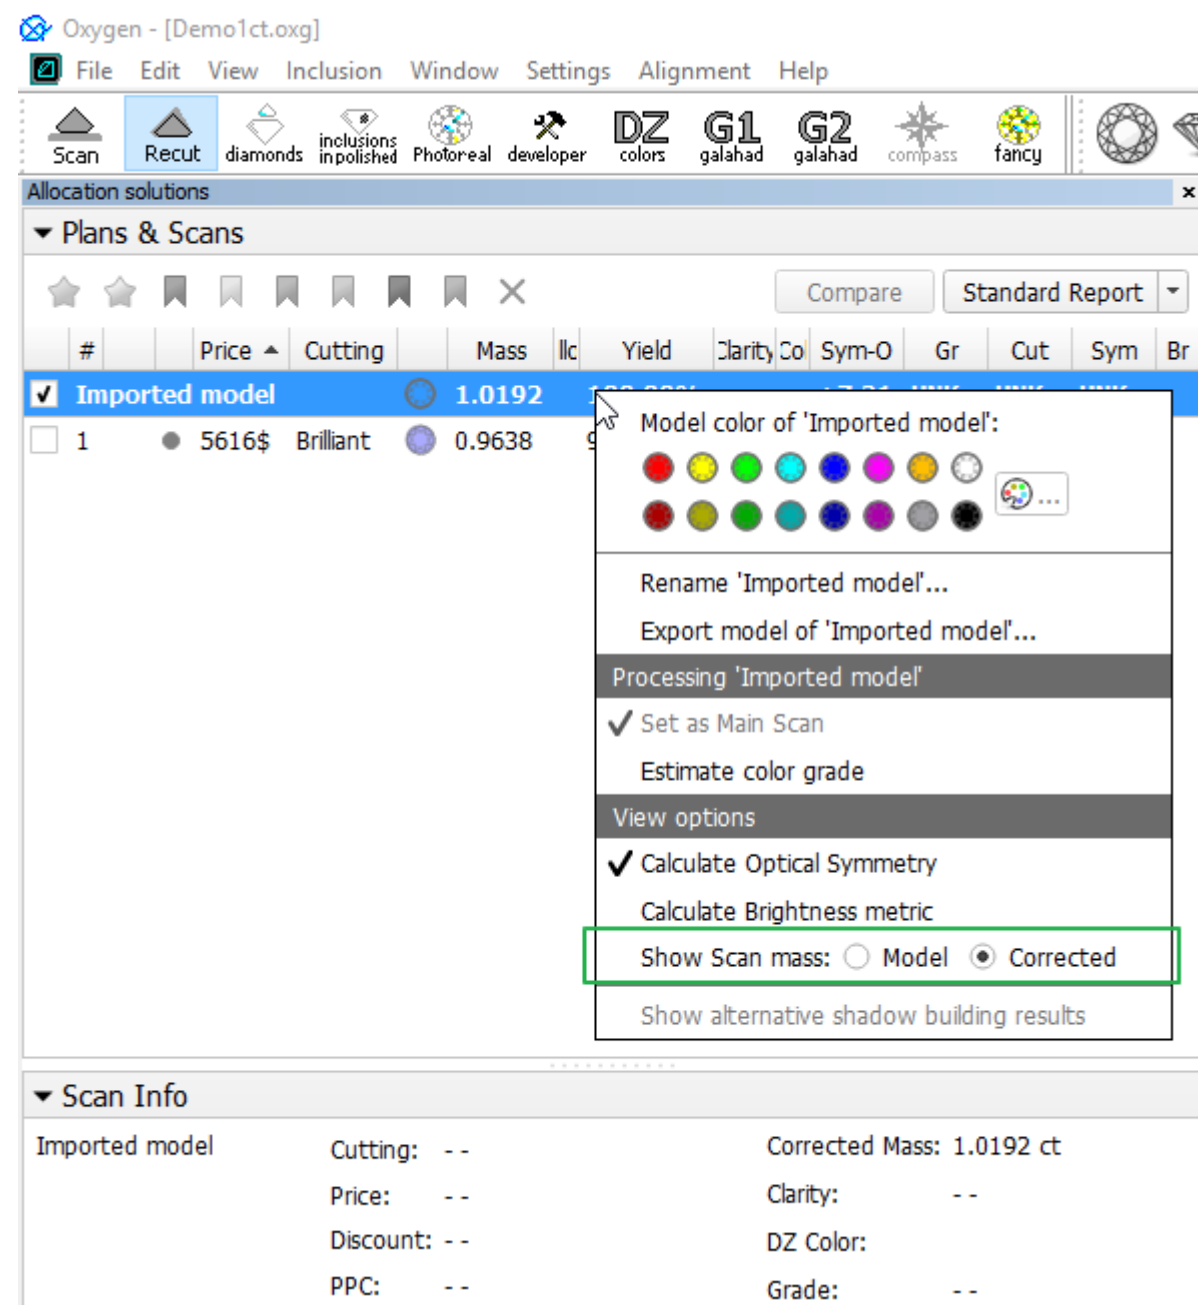 Oxygen - [Demo1ct.oxg]
File Edit View Inclusion Window Settings Alignment Help
Scan Recut diamonds inclusions inpolished Photoreal developer DZ colors G1 galahad G2 galahad compass fancy
Allocation solutions
Plans & Scans
Compare Standard Report
# Price Cutting Mass Yield Clarity Col Sym-O Gr Cut Sym Br
Imported model 1.0192
1 5616$ Brilliant 0.9638 9
Model color of 'Imported model':
...
Rename 'Imported model'...
Export model of 'Imported model'...
Processing 'Imported model'
Set as Main Scan
Estimate color grade
View options
Calculate Optical Symmetry
Calculate Brightness metric
Show Scan mass: Model Corrected
Show alternative shadow building results
Scan Info
Imported model Cutting: - - Corrected Mass: 1.0192 ct
Price: - - Clarity: - -
Discount: - - DZ Color:
PPC: - - Grade: - -